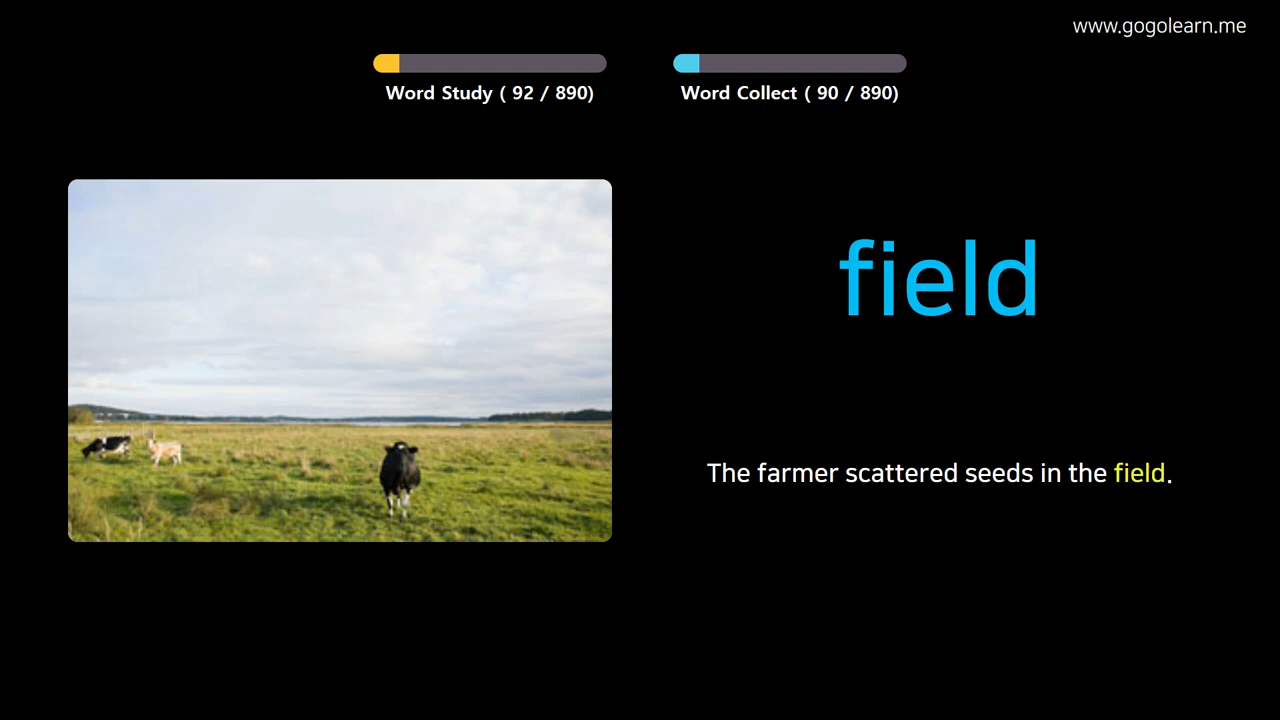 www.gogolearn.me
Word Study ( 92 / 890)
Word Collect ( 90 / 890)
field
The farmer scattered seeds in the field.